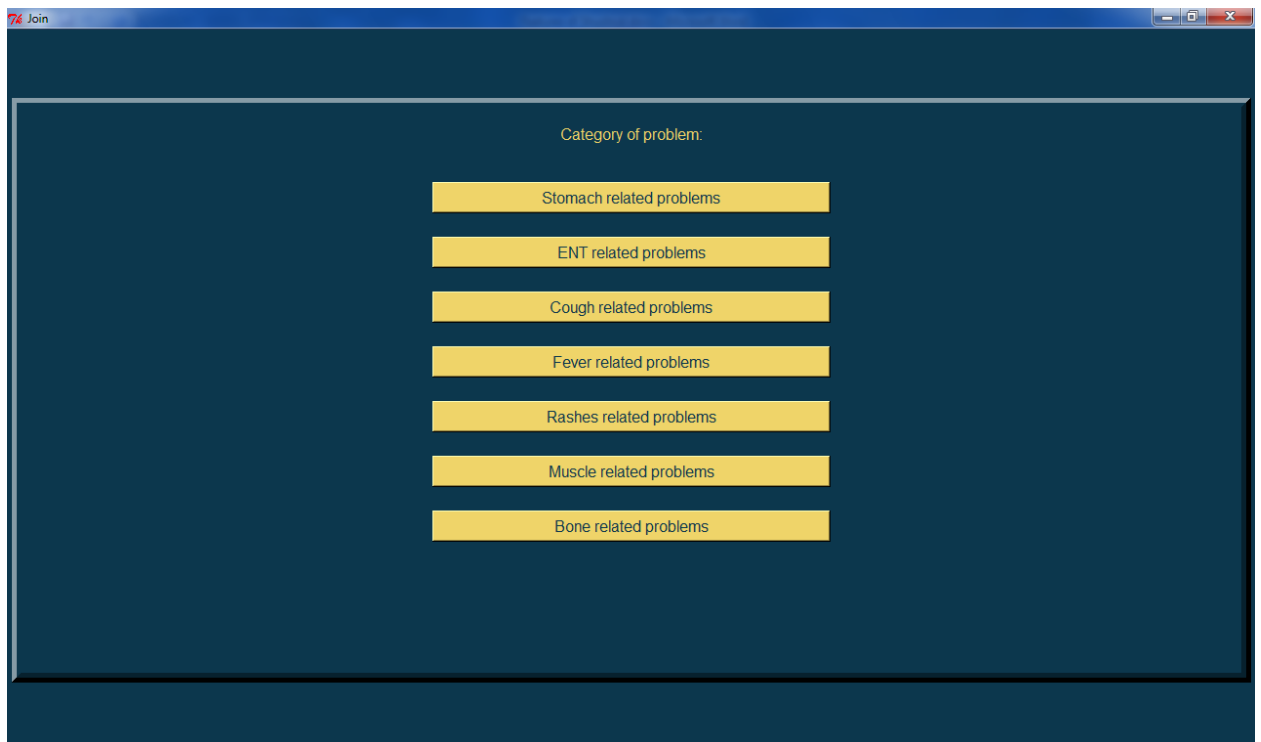 Join
Category of problem:
Stomach related problems
ENT related problems
Cough related problems
Fever related problems
Rashes related problems
Muscle related problems
Bone related problems